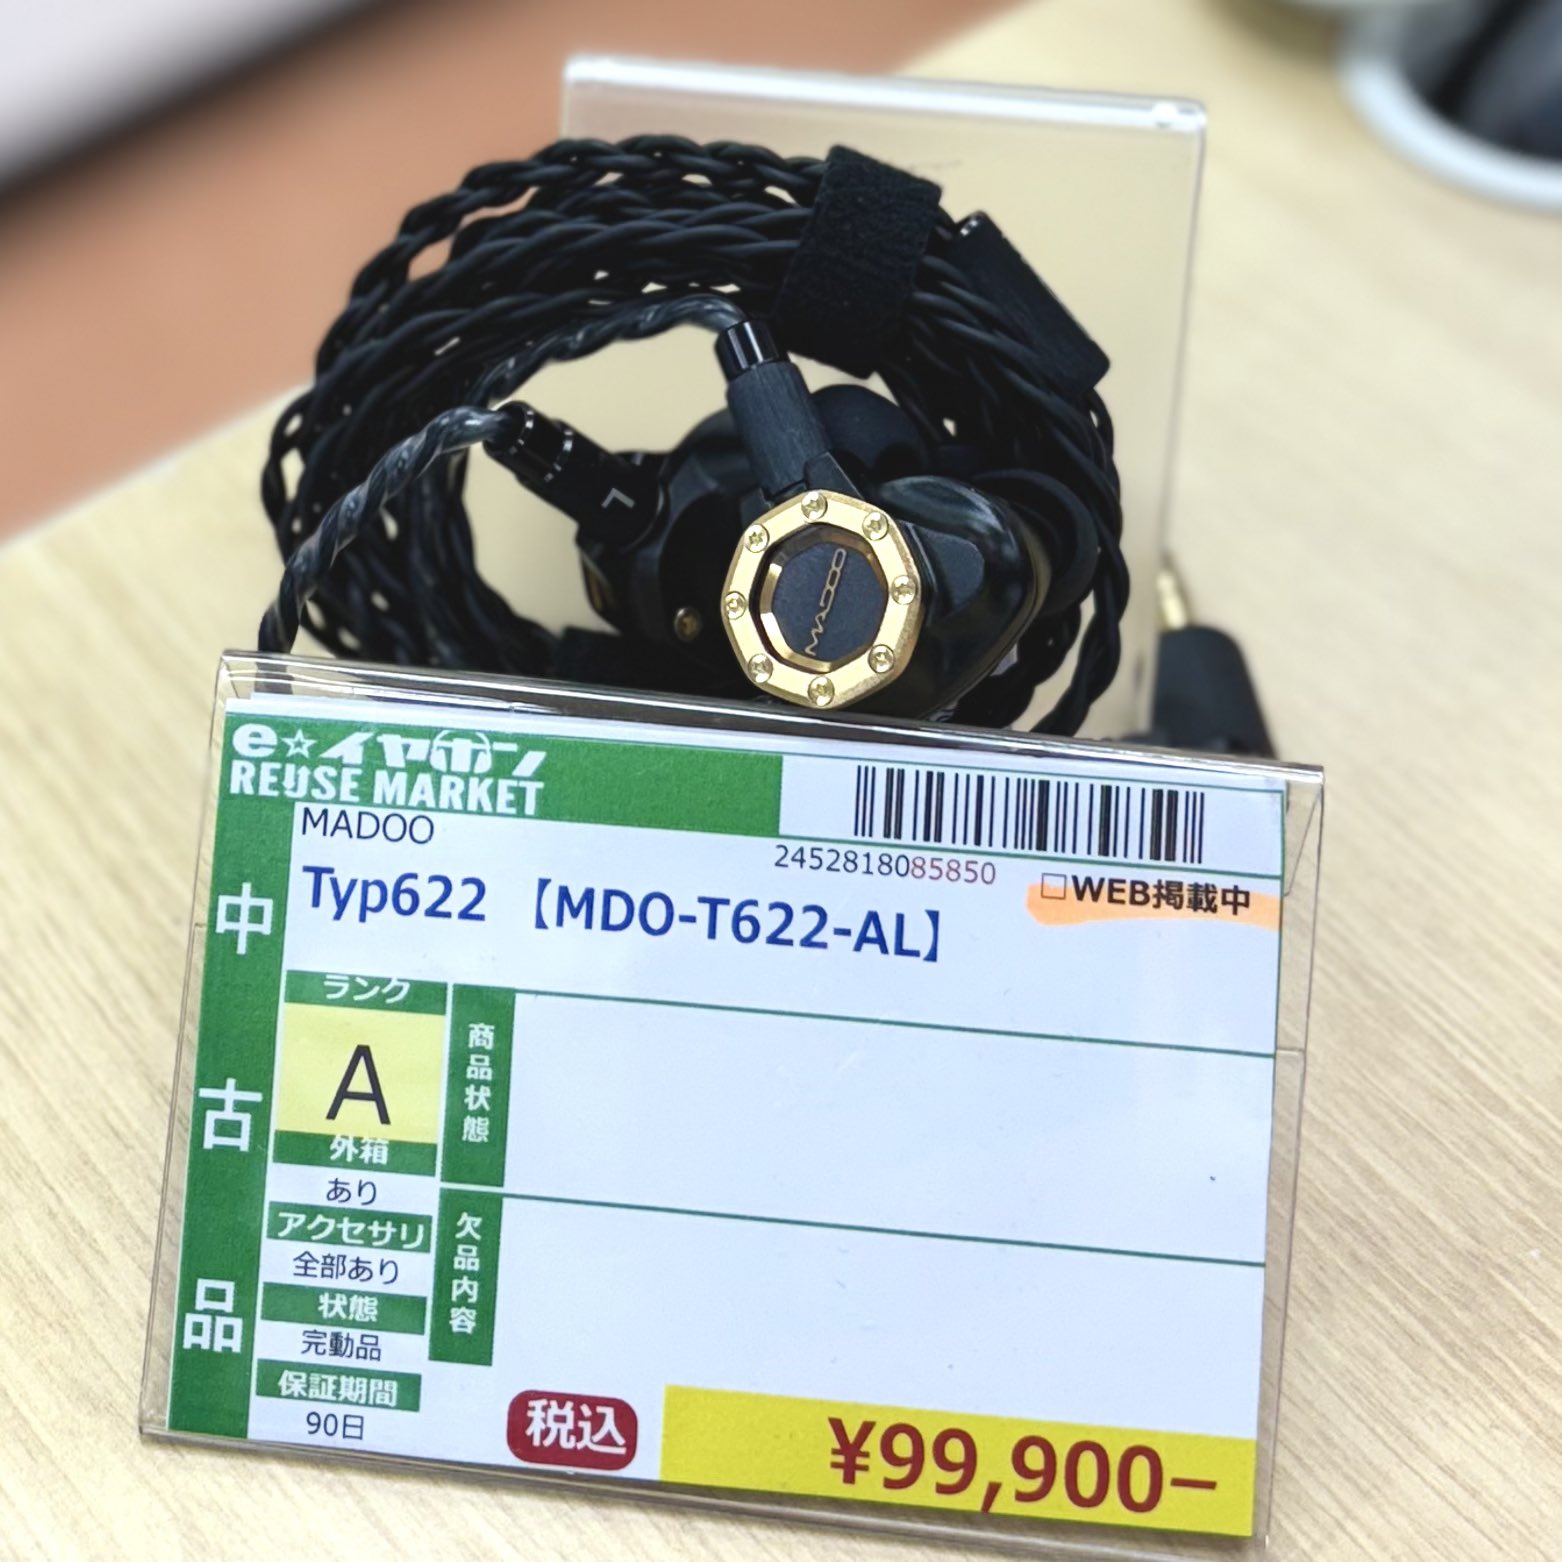 L
MADOO
e☆イヤホン
REUSE MARKET
中古品
MADOO
245281808​5850
□WEB掲載中
Typ622 【MDO-T622-AL】
ランク
A
外箱
あり
アクセサリ
全部あり
状態
完動品
保証期間
90日
商品状態
欠品内容
税込
¥99,900-